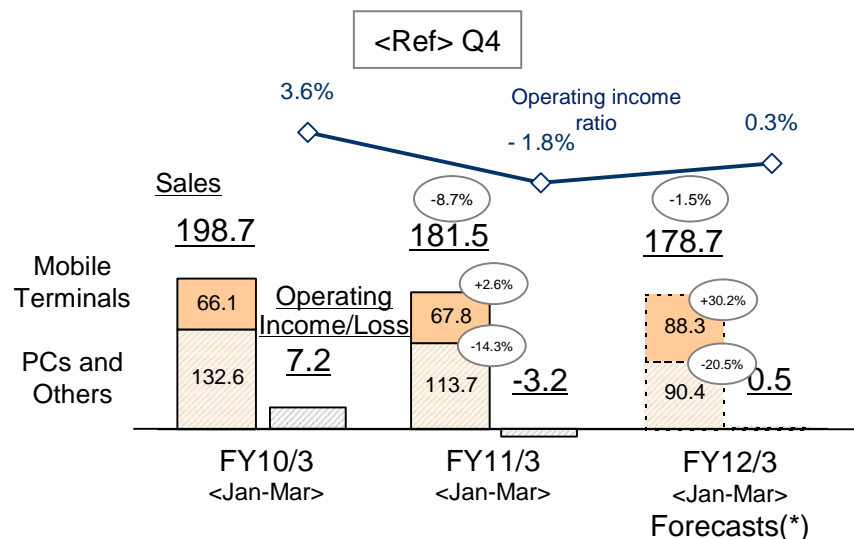 <Ref> Q4
3.6%
Operating income
ratio
- 1.8%
0.3%
Sales
-8.7%
-1.5%
198.7
181.5
178.7
Mobile
Terminals
66.1
Operating
Income/Loss
+2.6%
67.8
+30.2%
88.3
PCs and
Others
132.6
7.2
-14.3%
113.7
-3.2
-20.5%
90.4
0.5
FY10/3
<Jan-Mar>
FY11/3
<Jan-Mar>
FY12/3
<Jan-Mar>
Forecasts(*)